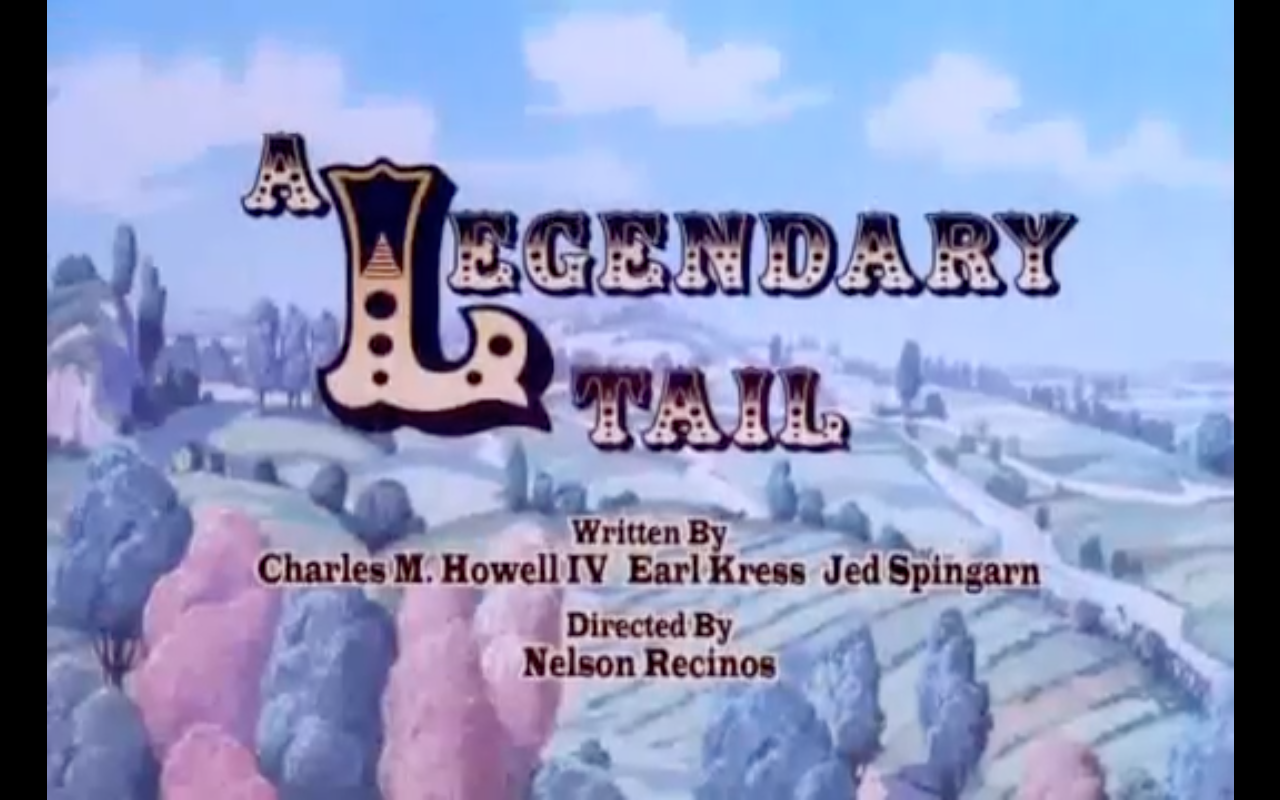 A LEGENDARY
TAIL
Written By
Charles M. Howell IV Earl Kress Jed Spingarn
Directed By
Nelson Recinos